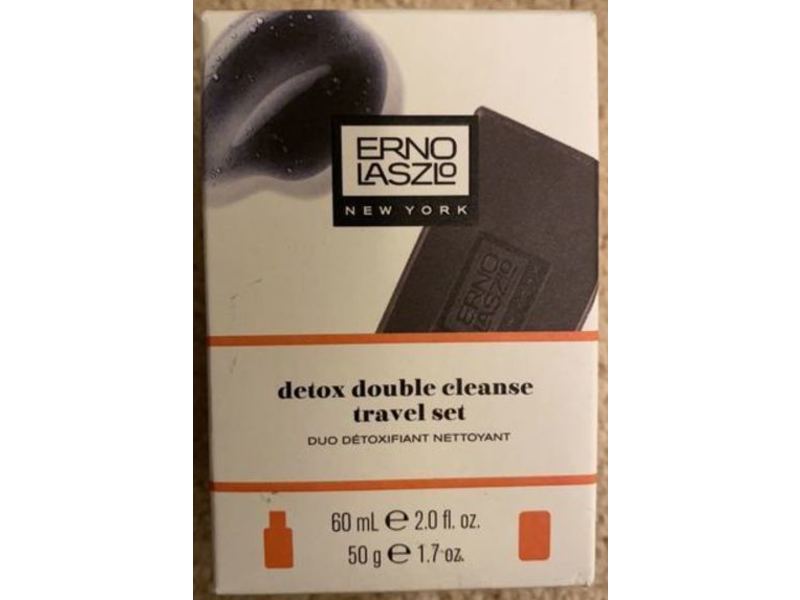 ERNO
LASZLO
NEW YORK
ERNO
LASZLO
detox double cleanse
travel set
DUO DÉTOXIFIANT NETTOYANT
60 mL ℮ 2.0 fl. oz.
50 g ℮ 1.7 oz.